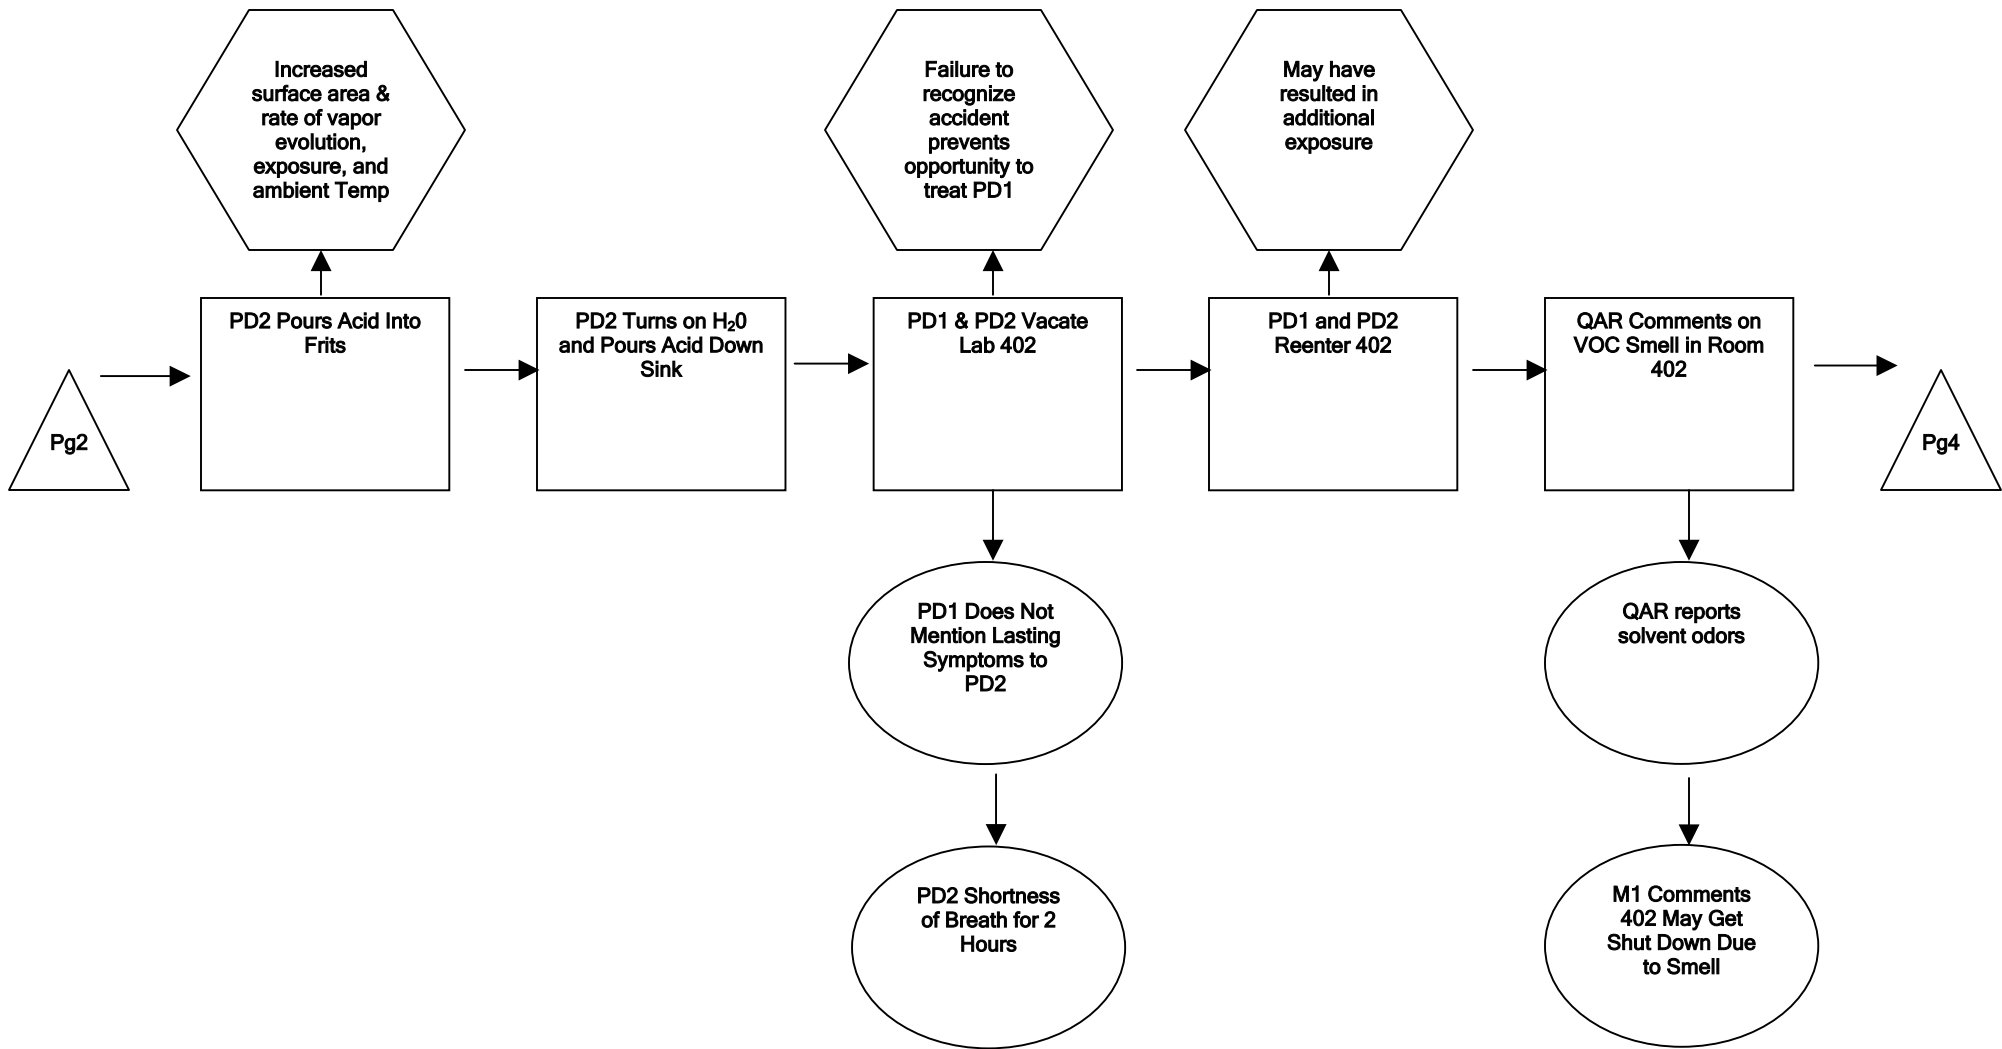 Increased
surface area &
rate of vapor
evolution,
exposure, and
ambient Temp
Failure to
recognize
accident
prevents
opportunity to
treat PD1
May have
resulted in
additional
exposure
Pg2
PD2 Pours Acid Into
Frits
PD2 Turns on H₂0
and Pours Acid Down
Sink
PD1 & PD2 Vacate
Lab 402
PD1 and PD2
Reenter 402
QAR Comments on
VOC Smell in Room
402
Pg4
PD1 Does Not
Mention Lasting
Symptoms to
PD2
QAR reports
solvent odors
PD2 Shortness
of Breath for 2
Hours
M1 Comments
402 May Get
Shut Down Due
to Smell